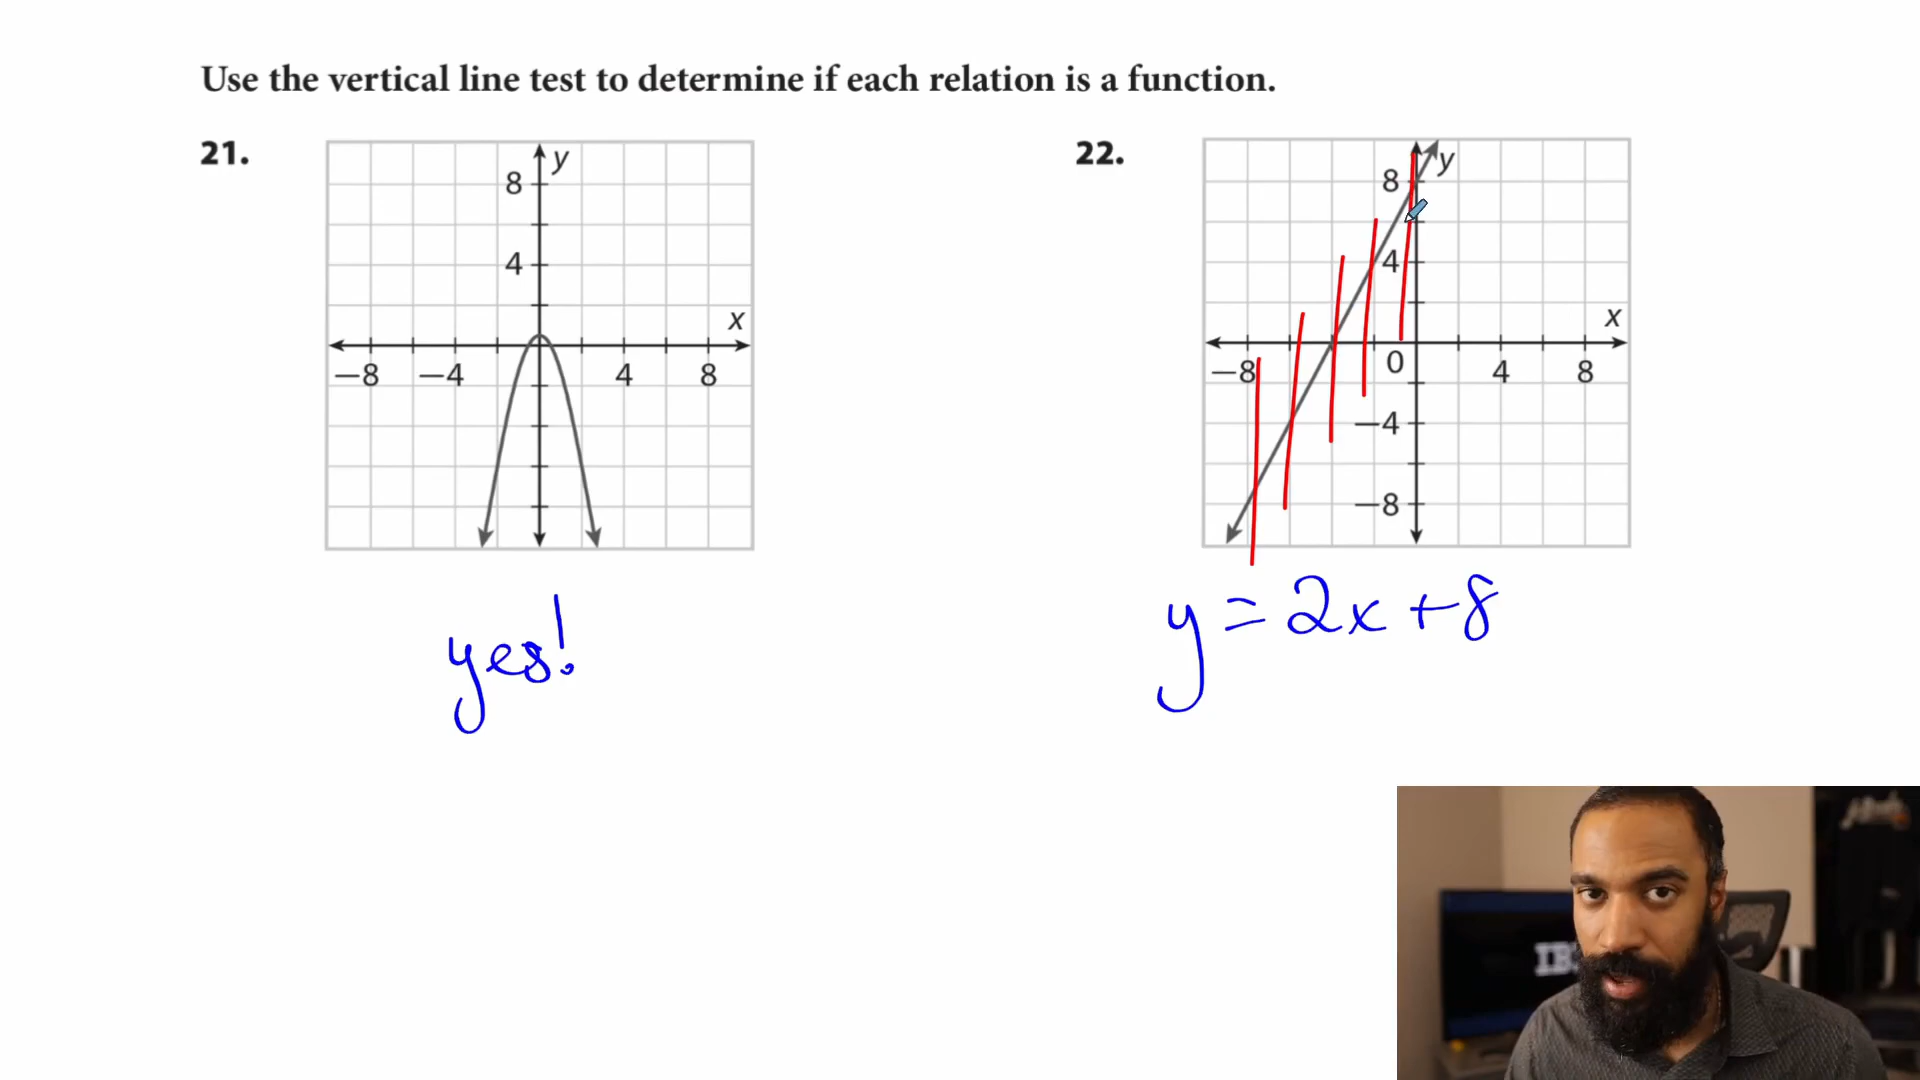 Use the vertical line test to determine if each relation is a function.
21.
y
8
4
x
−8 −4 4 8
yes!
22.
y
8
4
x
−8 0 4 8
−4
−8
y = 2x + 8